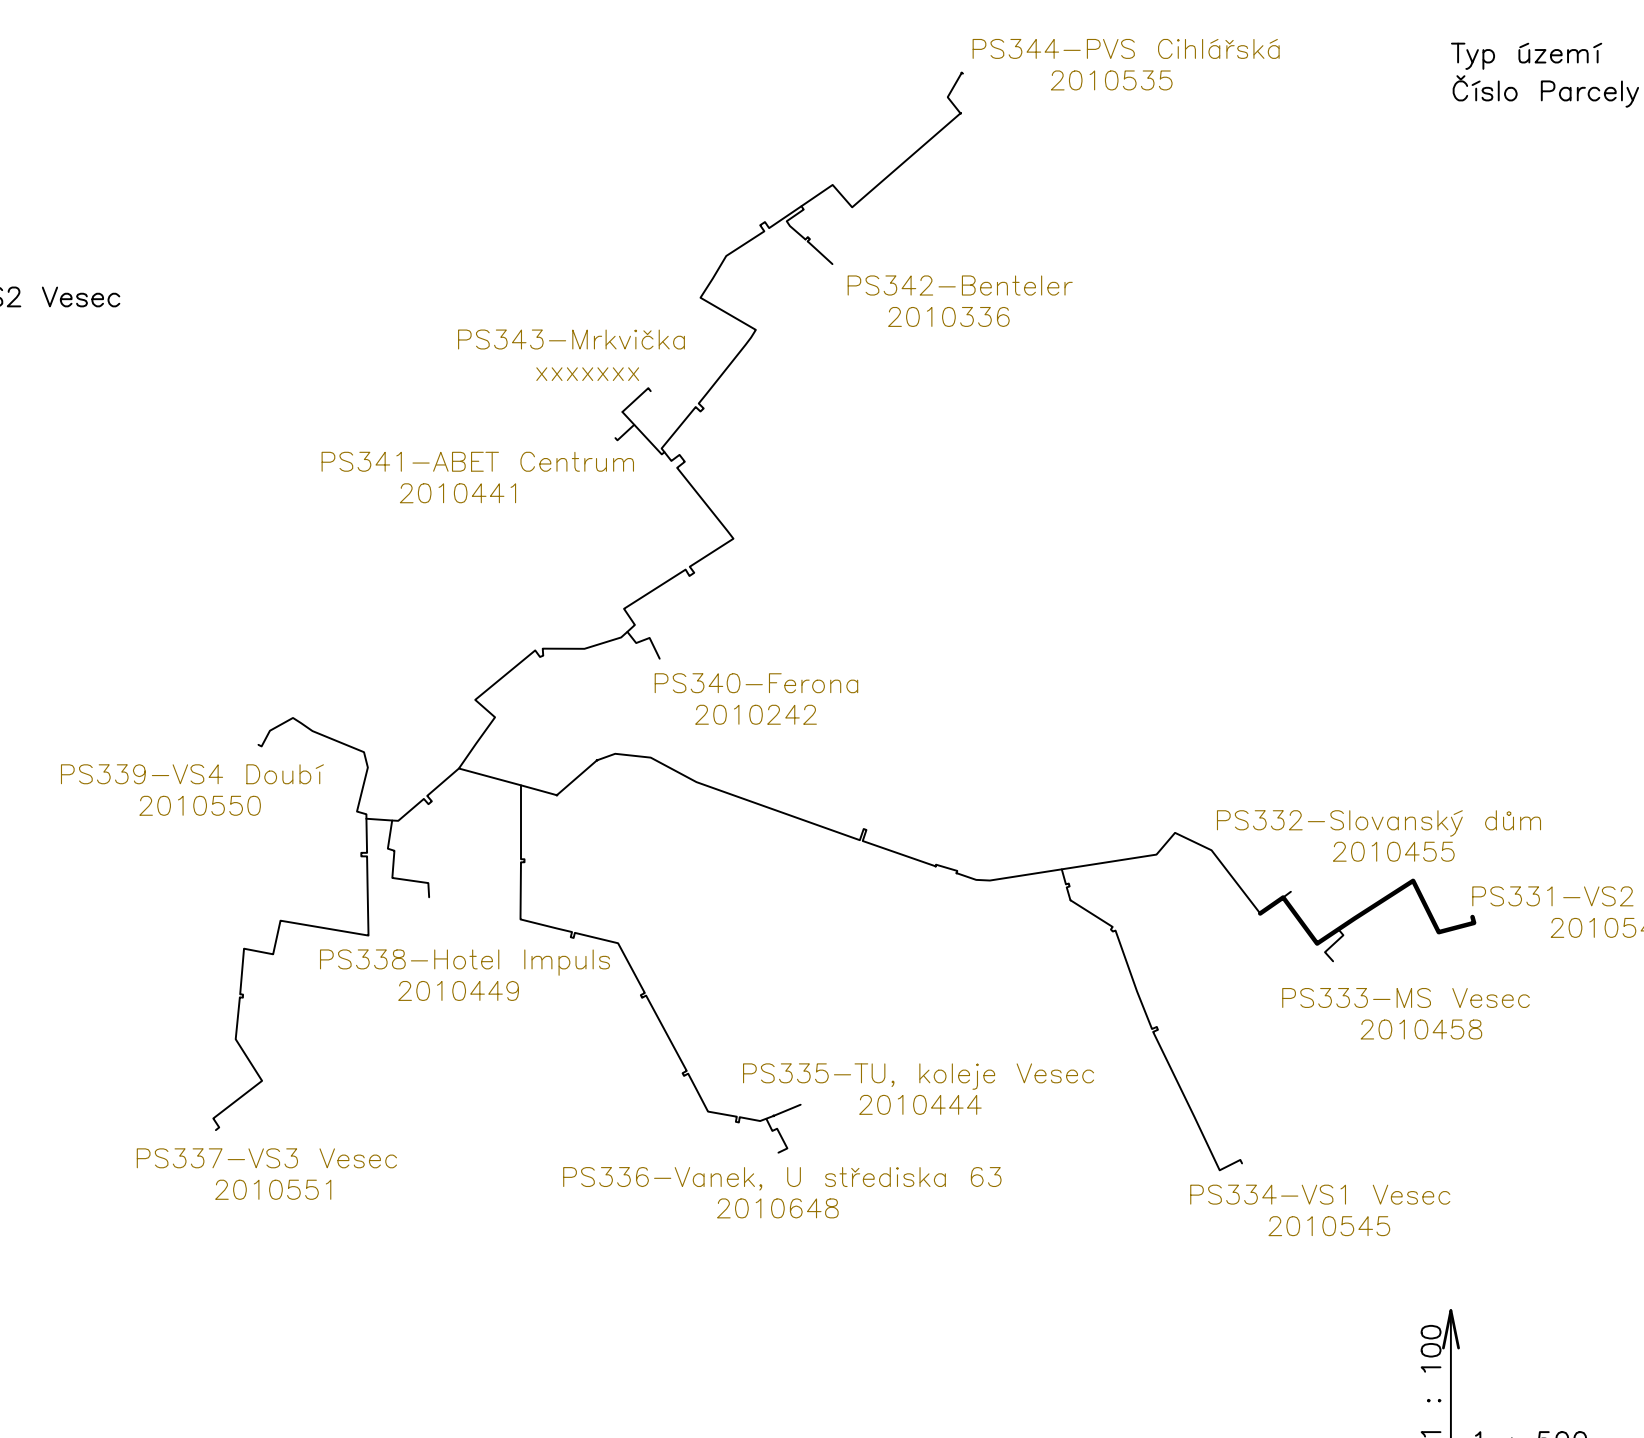 PS344-PVS Cihlářská
2010535
Typ území
Číslo Parcely
S2 Vesec
PS342-Benteler
2010336
PS343-Mrkvička
xxxxxxx
PS341-ABET Centrum
2010441
PS340-Ferona
2010242
PS339-VS4 Doubí
2010550
PS332-Slovanský dům
2010455
PS331-VS2
PS338-Hotel Impuls
2010449
PS333-MS Vesec
2010458
PS335-TU, koleje Vesec
2010444
PS337-VS3 Vesec
2010551
PS336-Vanek, U střediska 63
2010648
PS334-VS1 Vesec
2010545
1 : 100
1 : 500